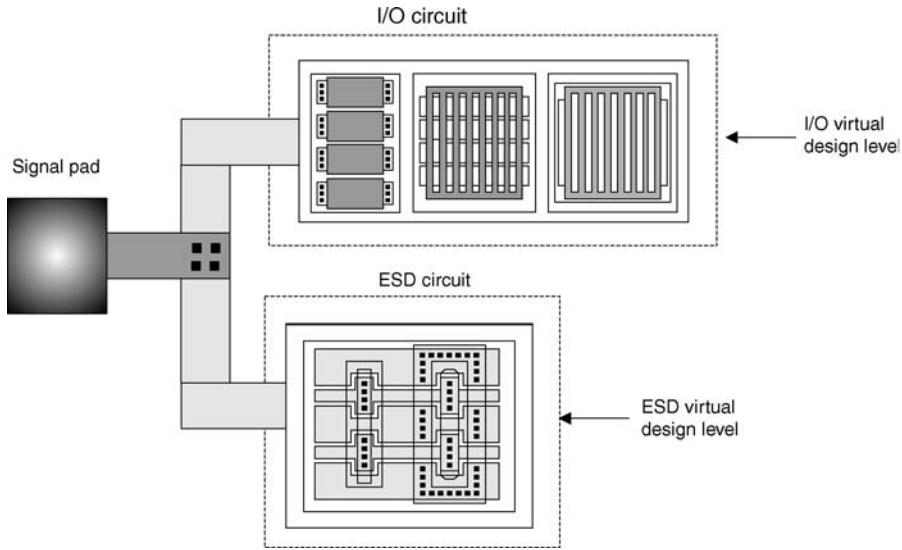 I/O circuit
I/O virtual
design level
Signal pad
ESD circuit
ESD virtual
design level